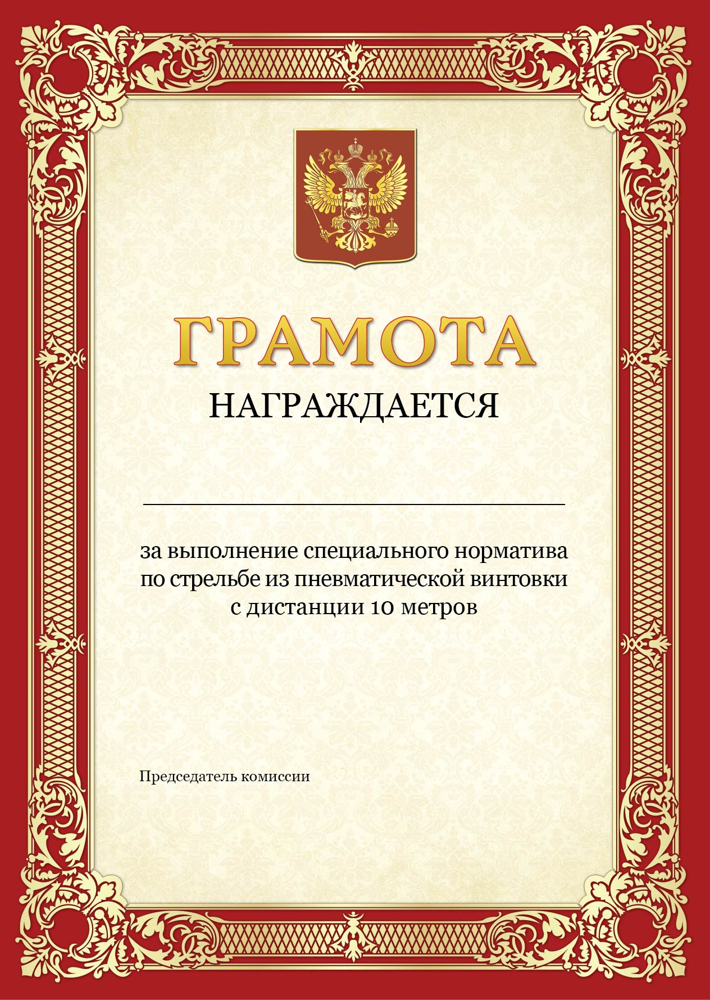 ГРАМОТА
НАГРАЖДАЕТСЯ
за выполнение специального норматива
по стрельбе из пневматической винтовки
с дистанции 10 метров
Председатель комиссии